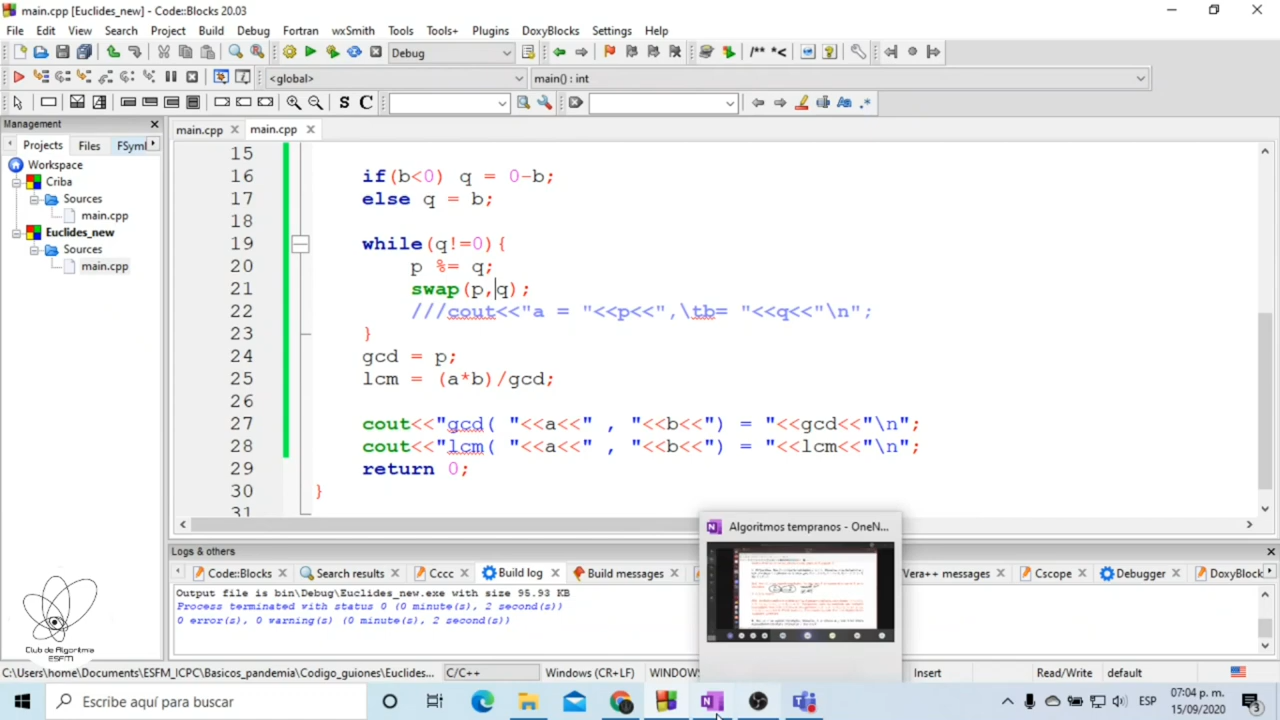 main.cpp [Euclides_new] - Code::Blocks 20.03
File Edit View Search Project Build Debug Fortran wxSmith Tools Tools+ Plugins DoxyBlocks Settings Help
Debug
/** *<
<global>
main() : int
S C
Aa .*
Management
Projects Files FSyml
Workspace
Criba
Sources
main.cpp
Euclides_new
Sources
main.cpp
main.cpp main.cpp
15
16 if(b<0) q = 0-b;
17 else q = b;
18
19 while(q!=0){
20 p %= q;
21 swap(p,q);
22 ///cout<<"a = "<<p<<",\tb= "<<q<<"\n";
23 }
24 gcd = p;
25 lcm = (a*b)/gcd;
26
27 cout<<"gcd( "<<a<<" , "<<b<<") = "<<gcd<<"\n";
28 cout<<"lcm( "<<a<<" , "<<b<<") = "<<lcm<<"\n";
29 return 0;
30 }
31
Algoritmos tempranos - OneN...
Logs & others
Code::Blocks Search results Cccc Build log Build messages Vera++ messages Cscope Debugger DoxyBlock
Output file is bin\Debug\Euclides_new.exe with size 95.93 KB
Process terminated with status 0 (0 minute(s), 2 second(s))
0 error(s), 0 warning(s) (0 minute(s), 2 second(s))
Club de Algoritmia
ESFM
C:\Users\home\Documents\ESFM_ICPC\Basicos_pandemia\Codigo_guiones\Euclides... C/C++ Windows (CR+LF) WINDOWS Insert Read/Write default
Escribe aquí para buscar
ESP
07:04 p. m.
15/09/2020
3